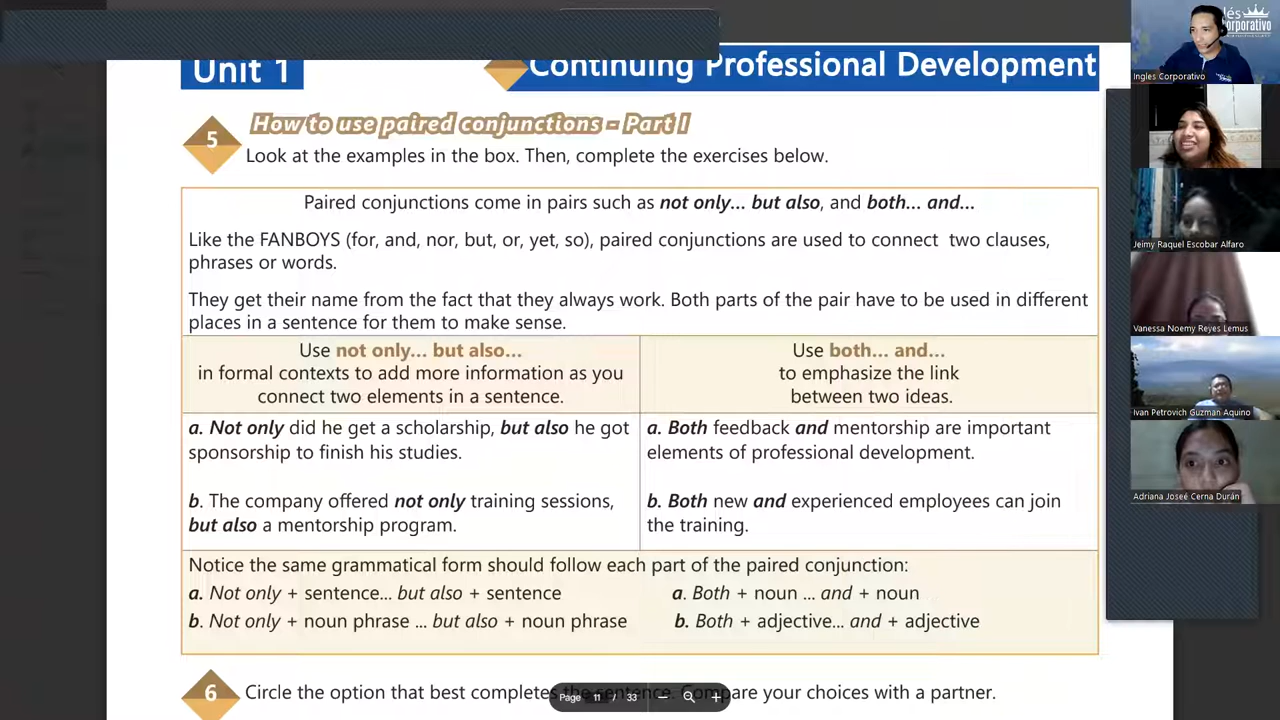 Unit 1
Continuing Professional Development
5
How to use paired conjunctions - Part I
Look at the examples in the box. Then, complete the exercises below.
Paired conjunctions come in pairs such as not only... but also, and both... and...
Like the FANBOYS (for, and, nor, but, or, yet, so), paired conjunctions are used to connect two clauses,
phrases or words.
They get their name from the fact that they always work. Both parts of the pair have to be used in different
places in a sentence for them to make sense.
Use not only... but also...
in formal contexts to add more information as you
connect two elements in a sentence.
Use both... and...
to emphasize the link
between two ideas.
a. Not only did he get a scholarship, but also he got
sponsorship to finish his studies.
b. The company offered not only training sessions,
but also a mentorship program.
a. Both feedback and mentorship are important
elements of professional development.
b. Both new and experienced employees can join
the training.
Notice the same grammatical form should follow each part of the paired conjunction:
a. Not only + sentence... but also + sentence
b. Not only + noun phrase ... but also + noun phrase
a. Both + noun ... and + noun
b. Both + adjective... and + adjective
6
Circle the option that best completes the sentence. Compare your choices with a partner.
Page 11 / 33
Ingles Corporativo
Jeimy Raquel Escobar Alfaro
Vanessa Noemy Reyes Lemus
Ivan Petrovich Guzman Aquino
Adriana Joseé Cerna Durán